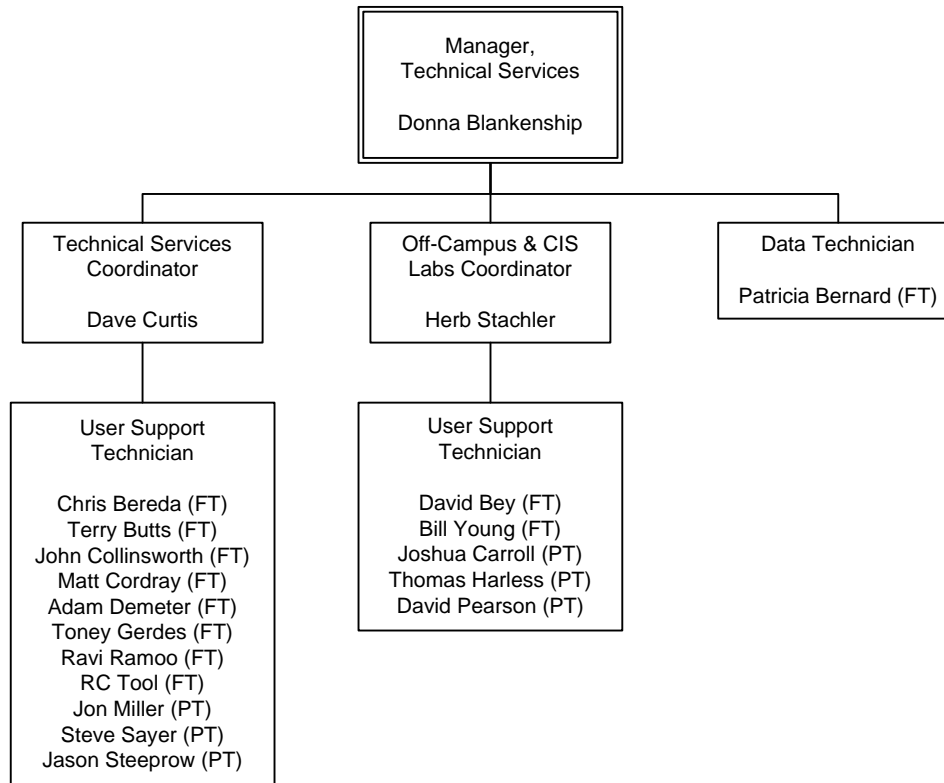 Manager,
Technical Services
Donna Blankenship
Technical Services
Coordinator
Dave Curtis
Off-Campus & CIS
Labs Coordinator
Herb Stachler
Data Technician
Patricia Bernard (FT)
User Support
Technician
Chris Bereda (FT)
Terry Butts (FT)
John Collinsworth (FT)
Matt Cordray (FT)
Adam Demeter (FT)
Toney Gerdes (FT)
Ravi Ramoo (FT)
RC Tool (FT)
Jon Miller (PT)
Steve Sayer (PT)
Jason Steeprow (PT)
User Support
Technician
David Bey (FT)
Bill Young (FT)
Joshua Carroll (PT)
Thomas Harless (PT)
David Pearson (PT)